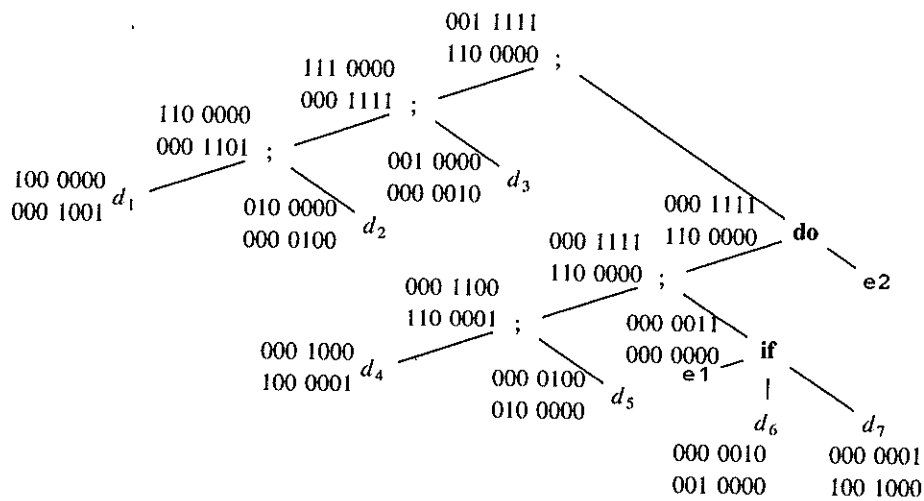 001 1111
110 0000 ;
111 0000
000 1111 ;
110 0000
000 1101 ;
001 0000
000 0010 d3
100 0000
000 1001 d1
010 0000
000 0100 d2
000 1111
110 0000 do
000 1111
110 0000 ;
e2
000 1100
110 0001 ;
000 0011
000 0000 if
e1
000 1000
100 0001 d4
000 0100
010 0000 d5
d6
000 0010
001 0000
d7
000 0001
100 1000